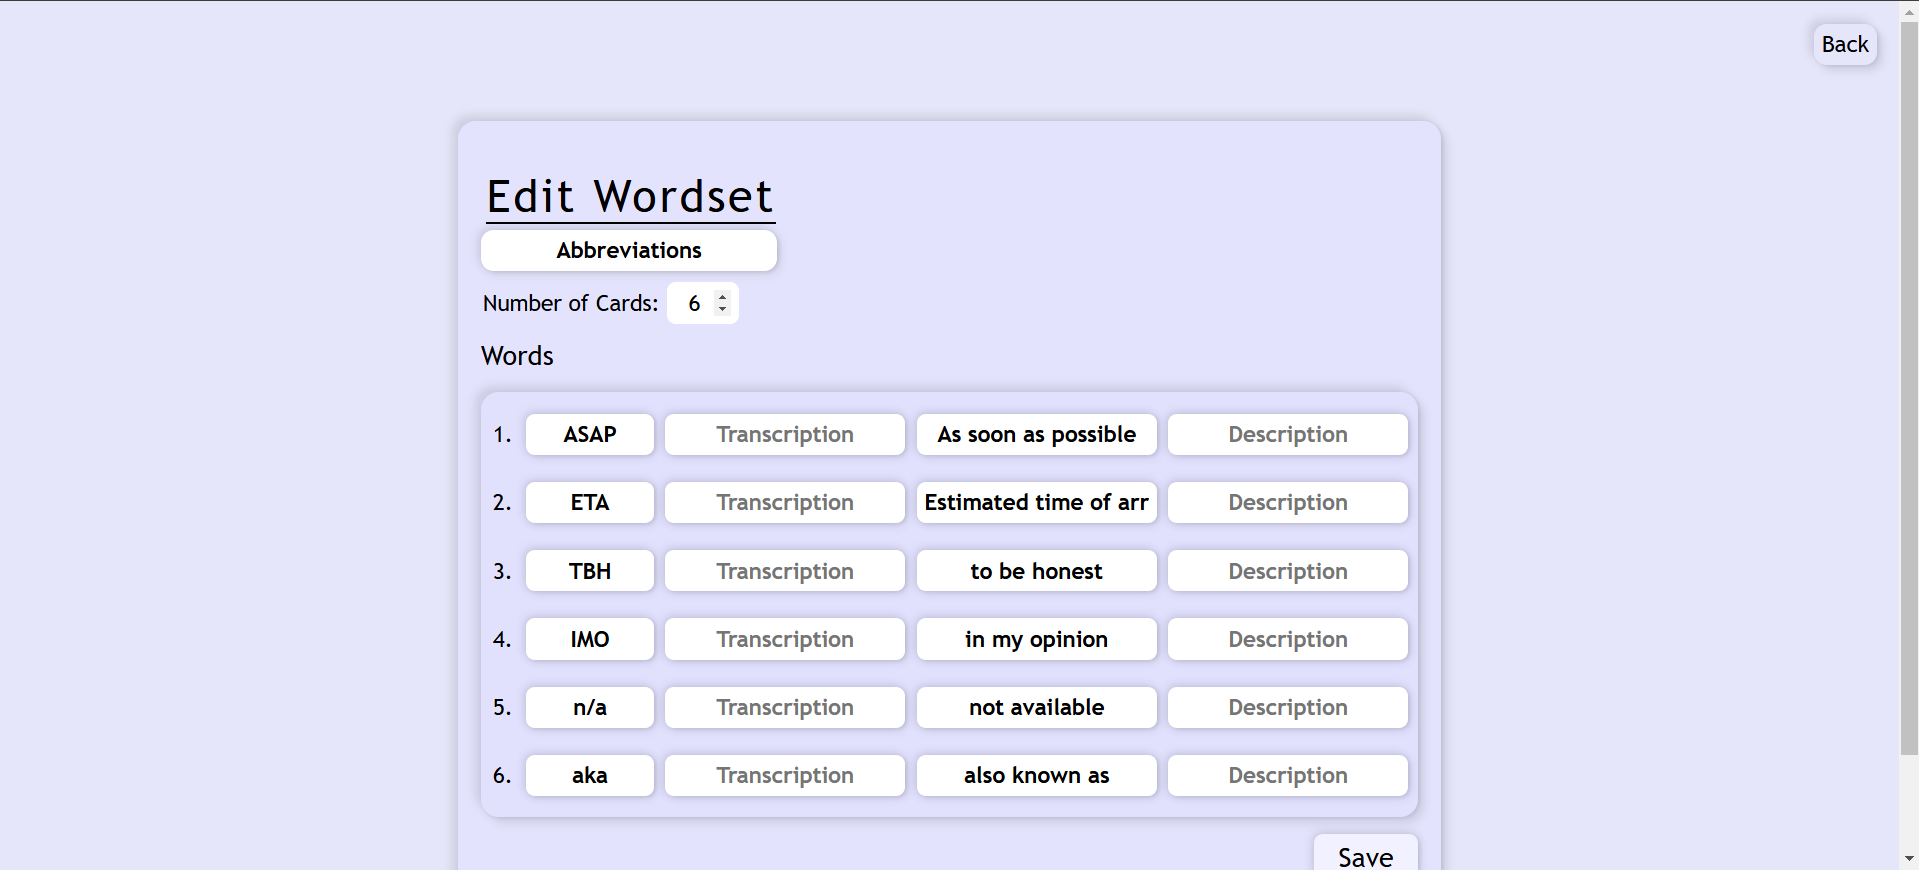 Back
Edit Wordset
Abbreviations
Number of Cards: 6
Words
1. ASAP Transcription As soon as possible Description
2. ETA Transcription Estimated time of arr Description
3. TBH Transcription to be honest Description
4. IMO Transcription in my opinion Description
5. n/a Transcription not available Description
6. aka Transcription also known as Description
Save